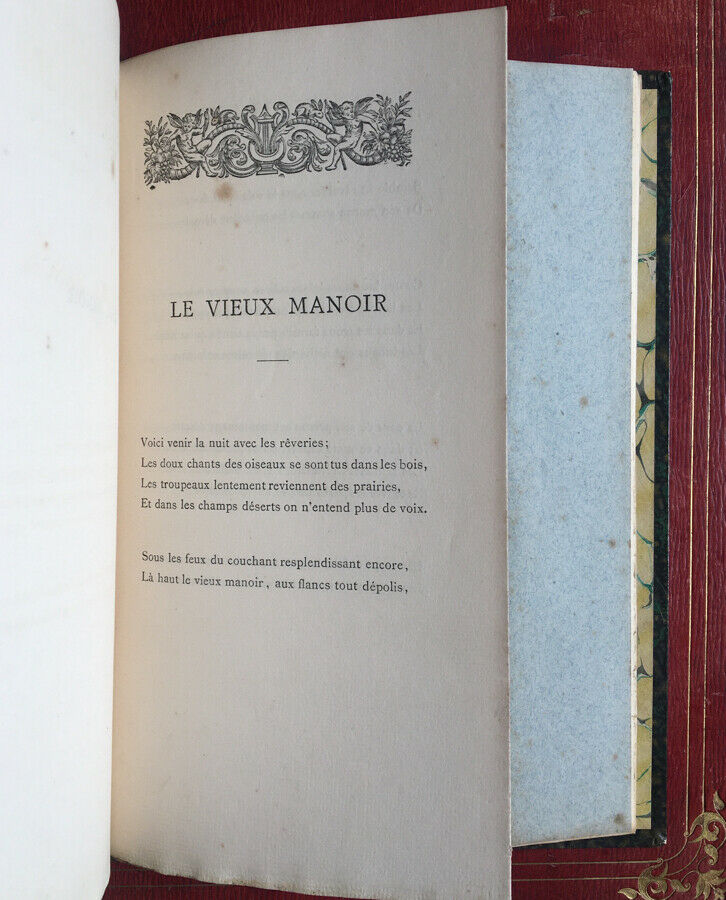 LE VIEUX MANOIR
Voici venir la nuit avec les rêveries;
Les doux chants des oiseaux se sont tus dans les bois,
Les troupeaux lentement reviennent des prairies,
Et dans les champs déserts on n'entend plus de voix.
Sous les feux du couchant resplendissant encore,
Là haut le vieux manoir, aux flancs tout dépolis,